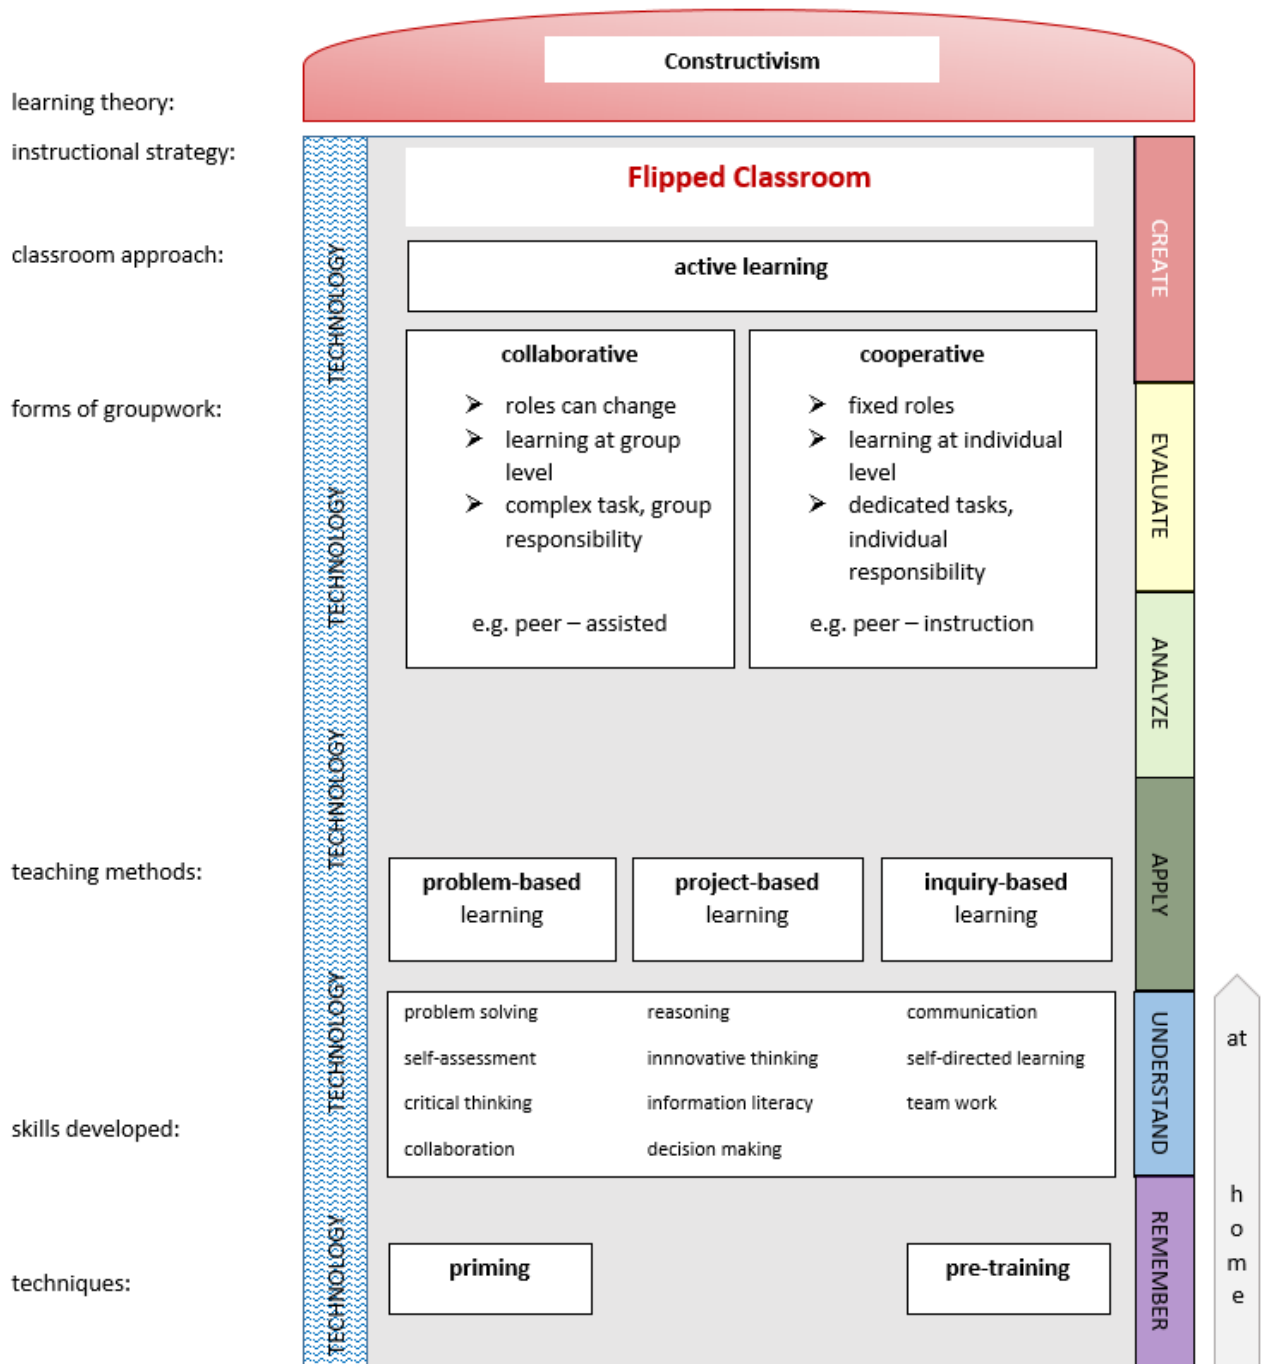 Constructivism
learning theory:
instructional strategy:
Flipped Classroom
classroom approach:
active learning
forms of groupwork:
collaborative
➢ roles can change
➢ learning at group
level
➢ complex task, group
responsibility
e.g. peer – assisted
cooperative
➢ fixed roles
➢ learning at individual
level
➢ dedicated tasks,
individual
responsibility
e.g. peer – instruction
teaching methods:
problem-based
learning
project-based
learning
inquiry-based
learning
skills developed:
problem solving
self-assessment
critical thinking
collaboration
reasoning
innnovative thinking
information literacy
decision making
communication
self-directed learning
team work
techniques:
priming
pre-training
TECHNOLOGY
TECHNOLOGY
TECHNOLOGY
TECHNOLOGY
TECHNOLOGY
CREATE
EVALUATE
ANALYZE
APPLY
UNDERSTAND
REMEMBER
at home